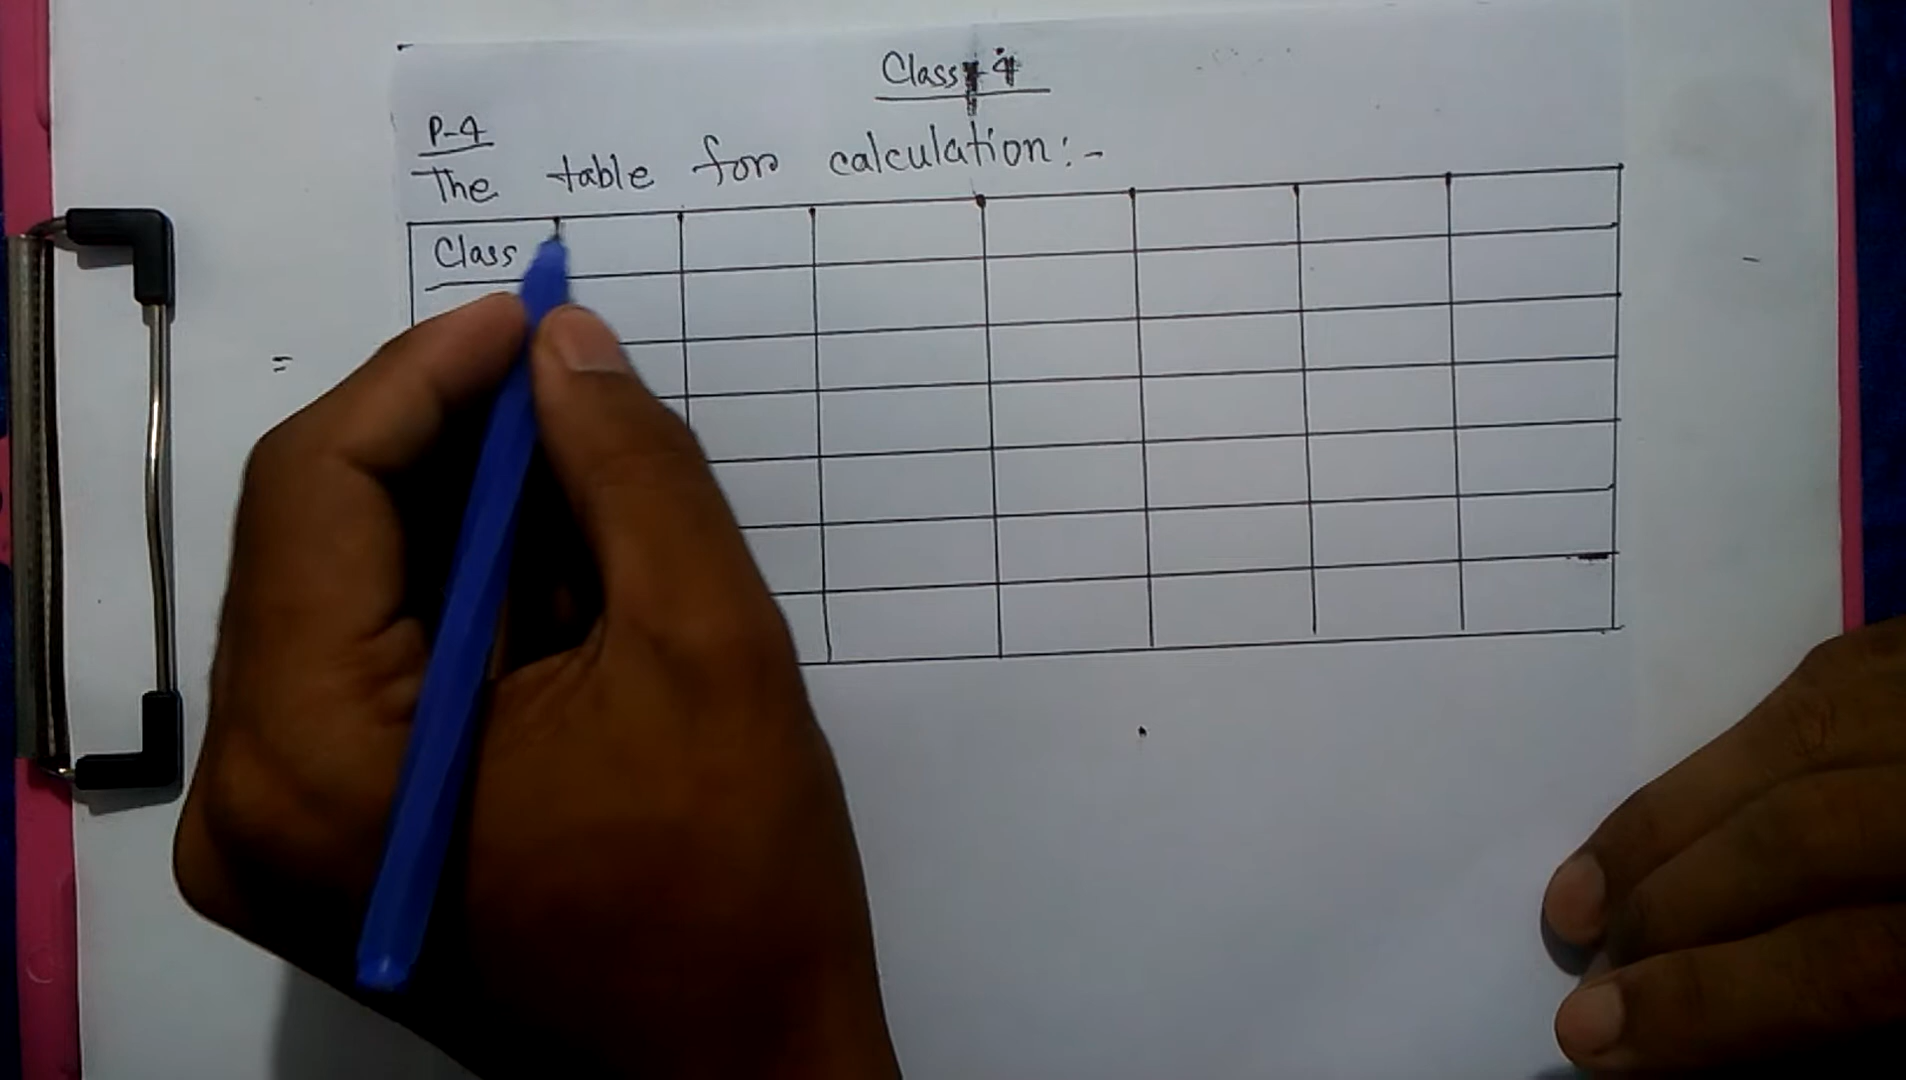 Class-4
P-4
The table for calculation:-
Class
=